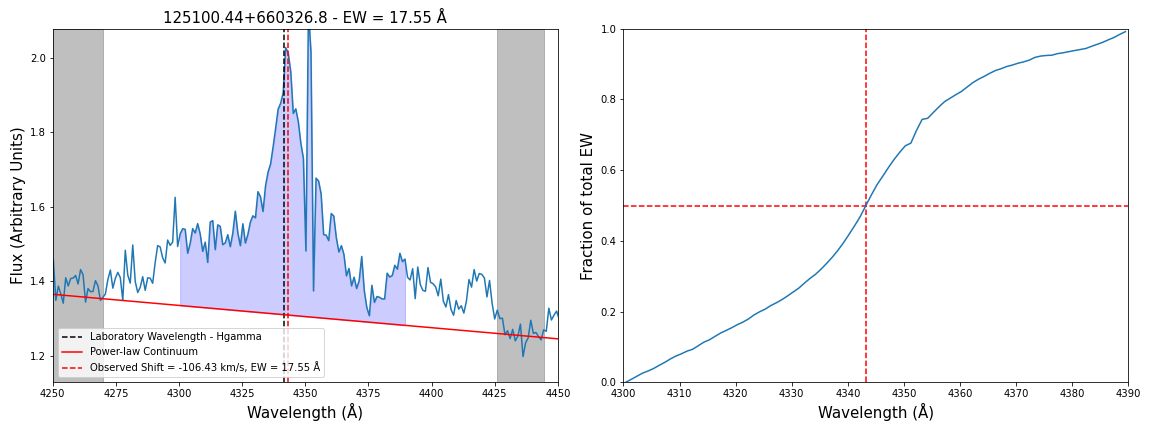 125100.44+660326.8 - EW = 17.55 Å
Flux (Arbitrary Units)
2.0
1.8
1.6
1.4
1.2
Laboratory Wavelength - Hgamma
Power-law Continuum
Observed Shift = -106.43 km/s, EW = 17.55 Å
4250 4275 4300 4325 4350 4375 4400 4425 4450
Wavelength (Å)
Fraction of total EW
1.0
0.8
0.6
0.4
0.2
0.0
4300 4310 4320 4330 4340 4350 4360 4370 4380 4390
Wavelength (Å)